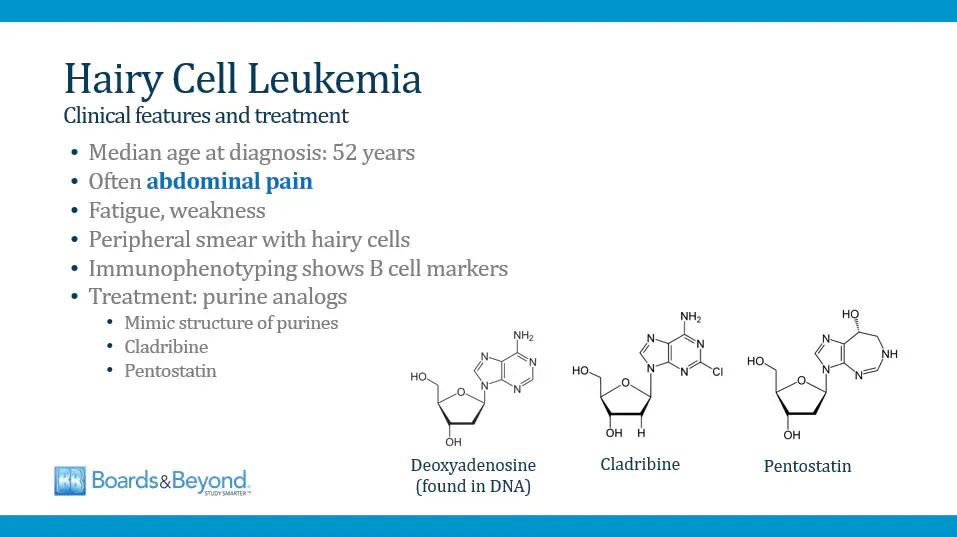 Hairy Cell Leukemia
Clinical features and treatment
• Median age at diagnosis: 52 years
• Often abdominal pain
• Fatigue, weakness
• Peripheral smear with hairy cells
• Immunophenotyping shows B cell markers
• Treatment: purine analogs
• Mimic structure of purines
• Cladribine
• Pentostatin
NH2
N
N
N
N
HO
O
OH
Deoxyadenosine
(found in DNA)
NH2
N
N
N
N
Cl
HO
O
OH
H
Cladribine
HO
N
NH
N
N
HO
O
OH
Pentostatin
BB Boards&Beyond.
STUDY SMARTER™